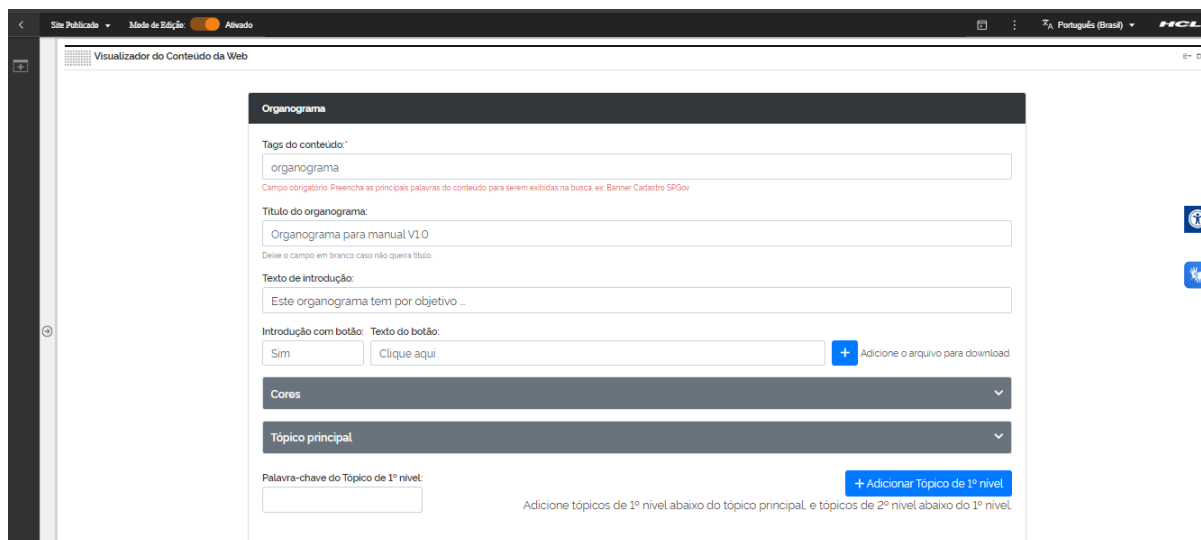 Site Publicado Modo de Edição: Ativado Português (Brasil) HCL
Visualizador do Conteúdo da Web
Organograma
Tags do conteúdo:*
organograma
Campo obrigatório. Preencha as principais palavras do conteúdo para serem exibidas na busca. ex: Banner Cadastro SPGov
Título do organograma:
Organograma para manual V1.0
Deixe o campo em branco caso não queira título.
Texto de introdução:
Este organograma tem por objetivo ...
Introdução com botão: Texto do botão:
Sim Clique aqui + Adicione o arquivo para download
Cores
Tópico principal
Palavra-chave do Tópico de 1º nível:
+ Adicionar Tópico de 1º nível
Adicione tópicos de 1º nível abaixo do tópico principal, e tópicos de 2º nível abaixo do 1º nível.